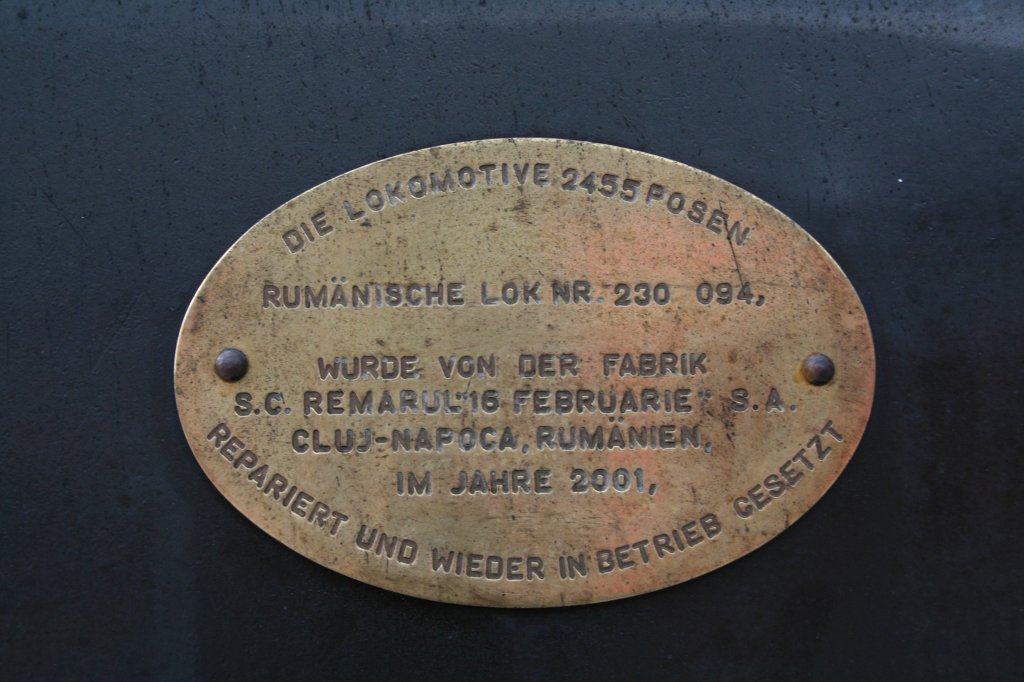 DIE LOKOMOTIVE 2455 POSEN
RUMÄNISCHE LOK NR. 230 094,
WURDE VON DER FABRIK
S.C. REMARUL "16 FEBRUARIE" S.A.
CLUJ-NAPOCA, RUMÄNIEN,
IM JAHRE 2001,
REPARIERT UND WIEDER IN BETRIEB GESETZT